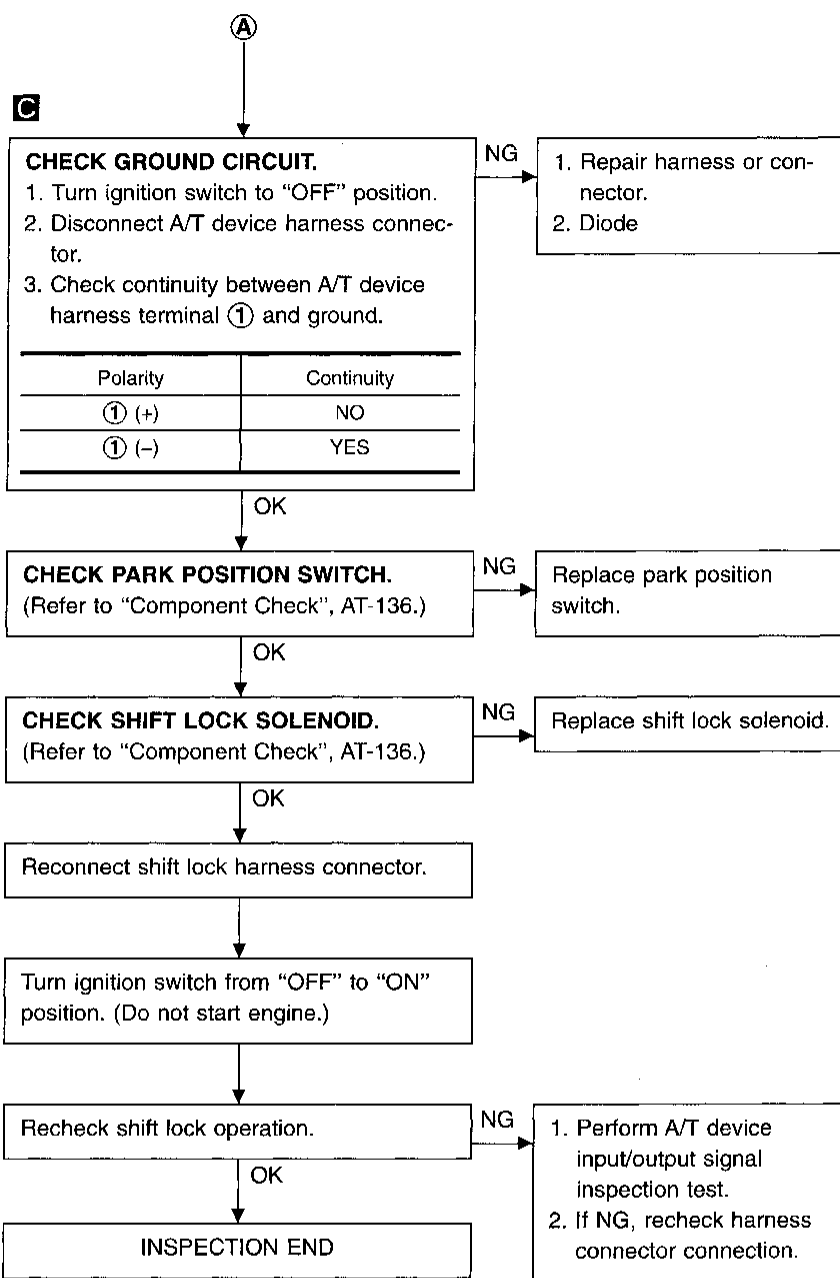 A
C
CHECK GROUND CIRCUIT.
1. Turn ignition switch to “OFF” position.
2. Disconnect A/T device harness connec-
tor.
3. Check continuity between A/T device
harness terminal ① and ground.
Polarity Continuity
① (+) NO
① (–) YES
NG
1. Repair harness or con-
nector.
2. Diode
OK
CHECK PARK POSITION SWITCH.
(Refer to “Component Check”, AT-136.)
NG
Replace park position
switch.
OK
CHECK SHIFT LOCK SOLENOID.
(Refer to “Component Check”, AT-136.)
NG
Replace shift lock solenoid.
OK
Reconnect shift lock harness connector.
Turn ignition switch from “OFF” to “ON”
position. (Do not start engine.)
Recheck shift lock operation.
NG
1. Perform A/T device
input/output signal
inspection test.
2. If NG, recheck harness
connector connection.
OK
INSPECTION END